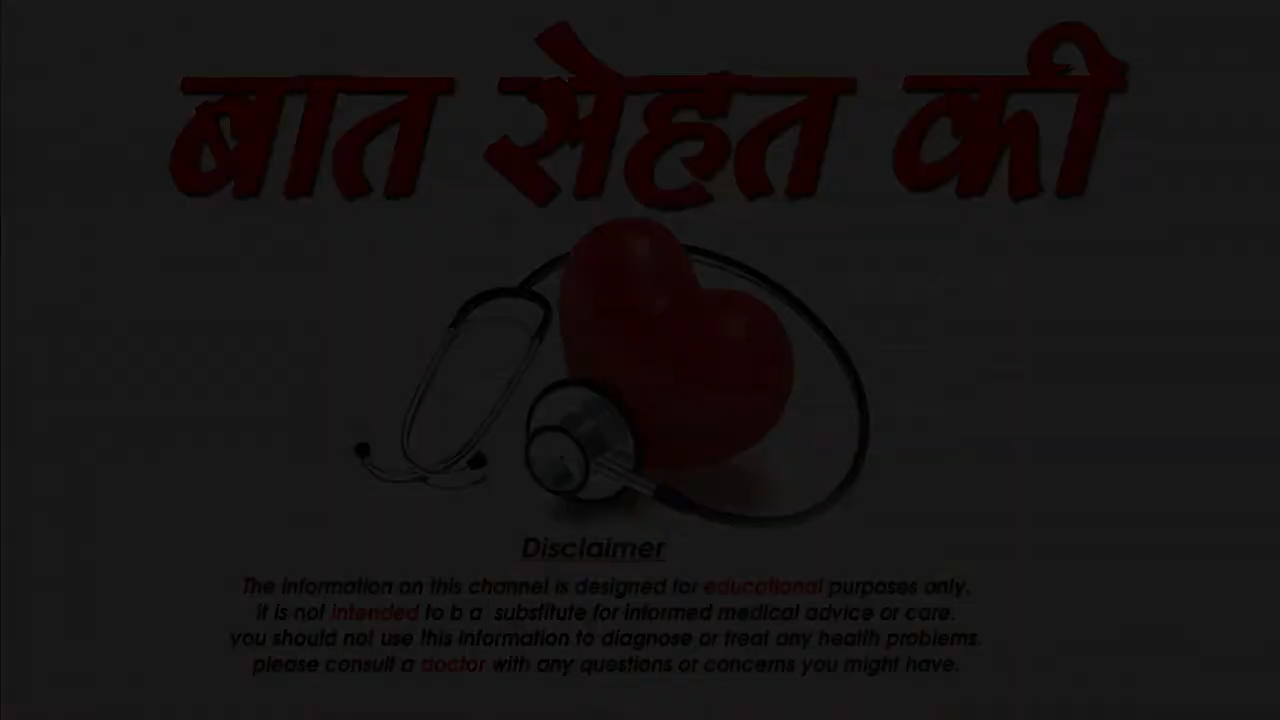 बात सेहत की
Disclaimer
The information on this channel is designed for educational purposes only.
it is not intended to b a substitute for informed medical advice or care.
you should not use this information to diagnose or treat any health problems.
please consult a doctor with any questions or concerns you might have.